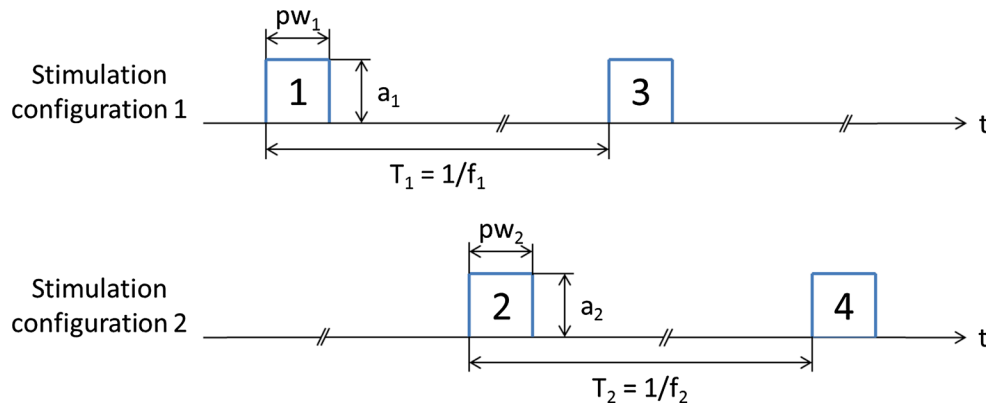 pw₁
Stimulation
configuration 1
1
a₁
3
t
T₁ = 1/f₁
pw₂
Stimulation
configuration 2
2
a₂
4
t
T₂ = 1/f₂